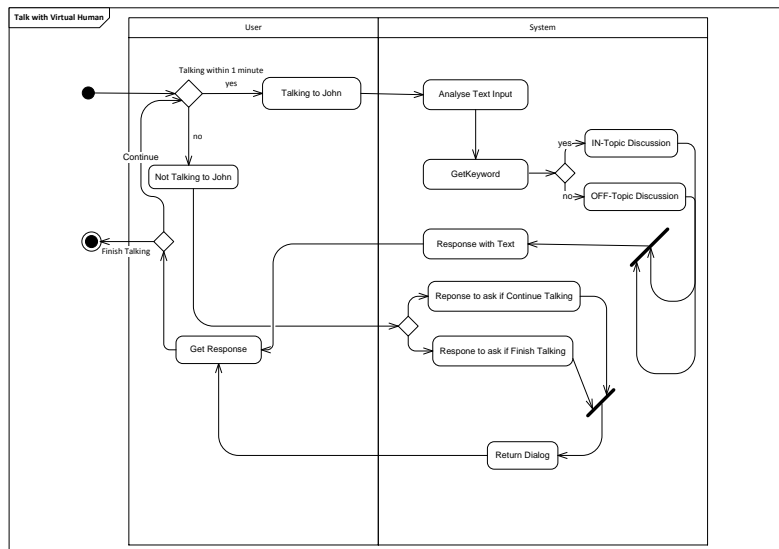 Talk with Virtual Human
User
System
Talking within 1 minute
yes
Talking to John
Analyse Text Input
no
Continue
Not Talking to John
GetKeyword
yes
IN-Topic Discussion
no
OFF-Topic Discussion
Finish Talking
Response with Text
Reponse to ask if Continue Talking
Get Response
Respone to ask if Finish Talking
Return Dialog